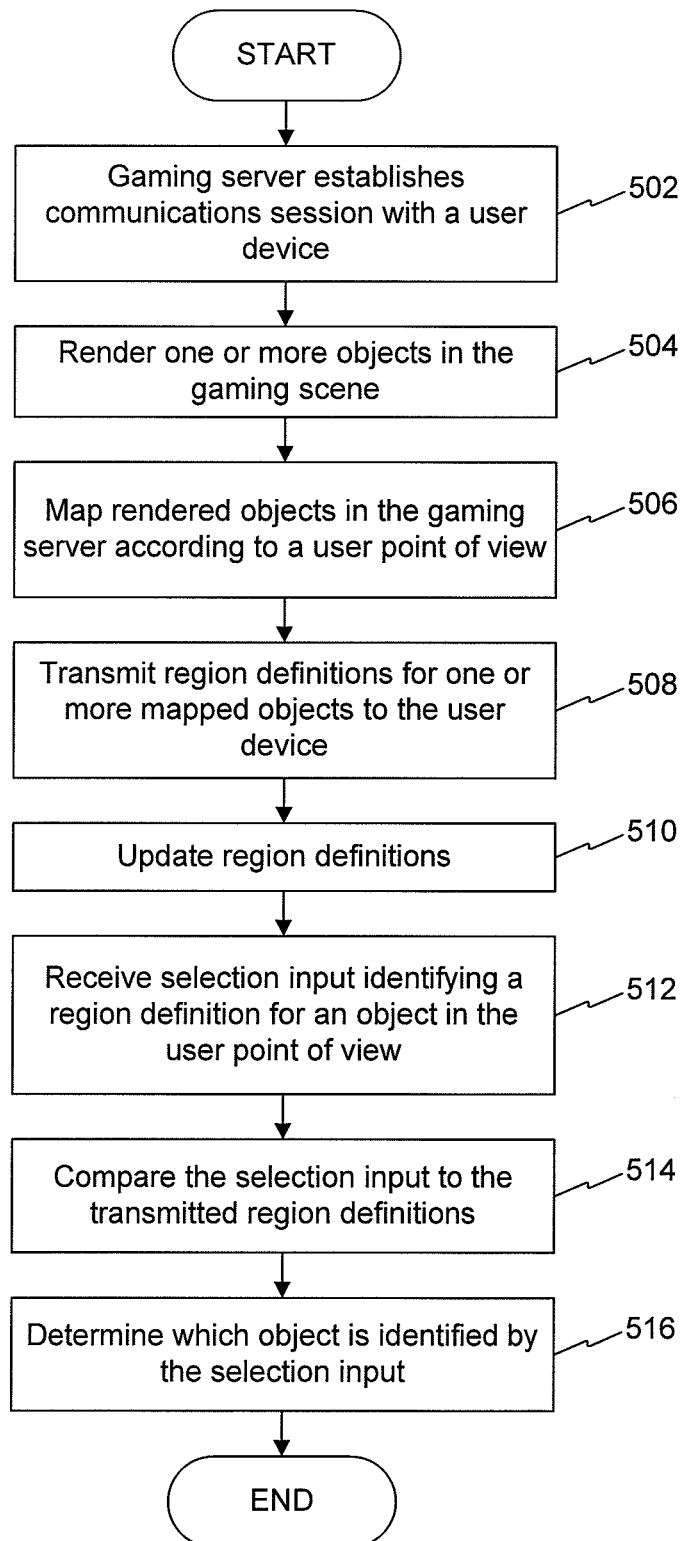 START
Gaming server establishes
communications session with a user
device
502
Render one or more objects in the
gaming scene
504
Map rendered objects in the gaming
server according to a user point of view
506
Transmit region definitions for one or
more mapped objects to the user
device
508
Update region definitions
510
Receive selection input identifying a
region definition for an object in the
user point of view
512
Compare the selection input to the
transmitted region definitions
514
Determine which object is identified by
the selection input
516
END